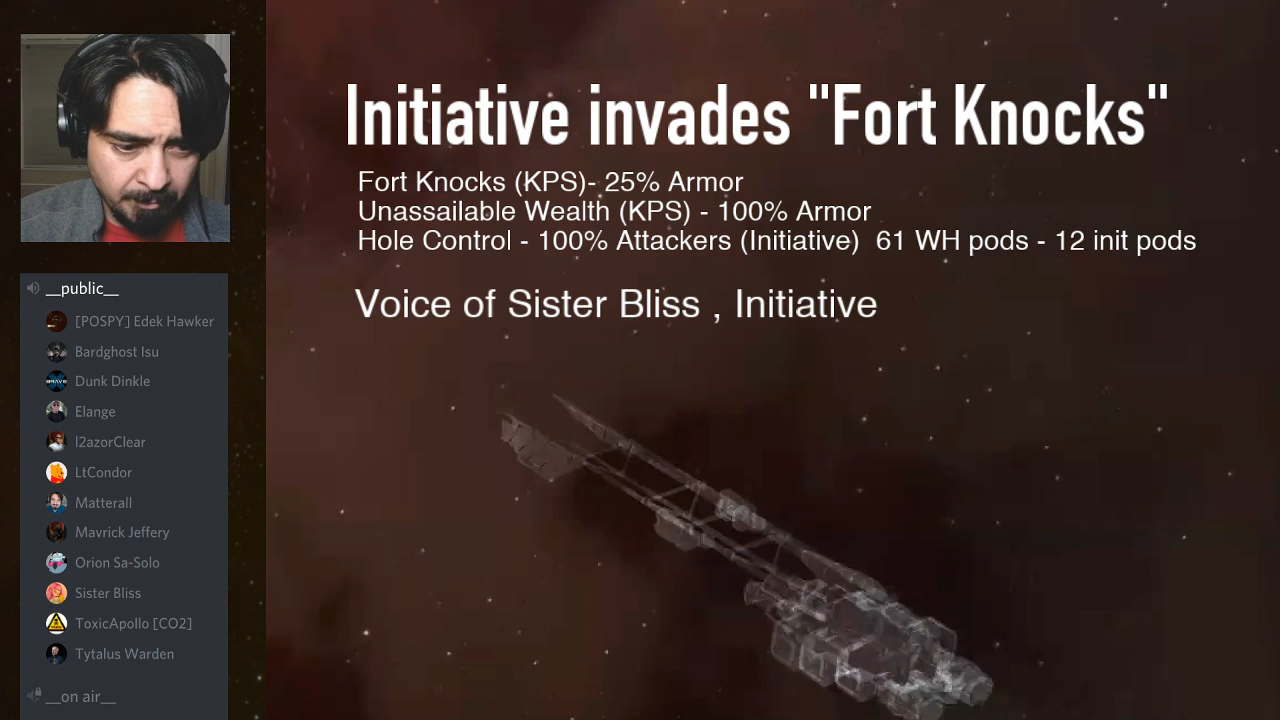 Initiative invades "Fort Knocks"
Fort Knocks (KPS)- 25% Armor
Unassailable Wealth (KPS) - 100% Armor
Hole Control - 100% Attackers (Initiative)  61 WH pods - 12 init pods
Voice of Sister Bliss , Initiative
__public__
[POSPY] Edek Hawker
Bardghost Isu
Dunk Dinkle
Elange
I2azorClear
LtCondor
Matterall
Mavrick Jeffery
Orion Sa-Solo
Sister Bliss
ToxicApollo [CO2]
Tytalus Warden
__on air__